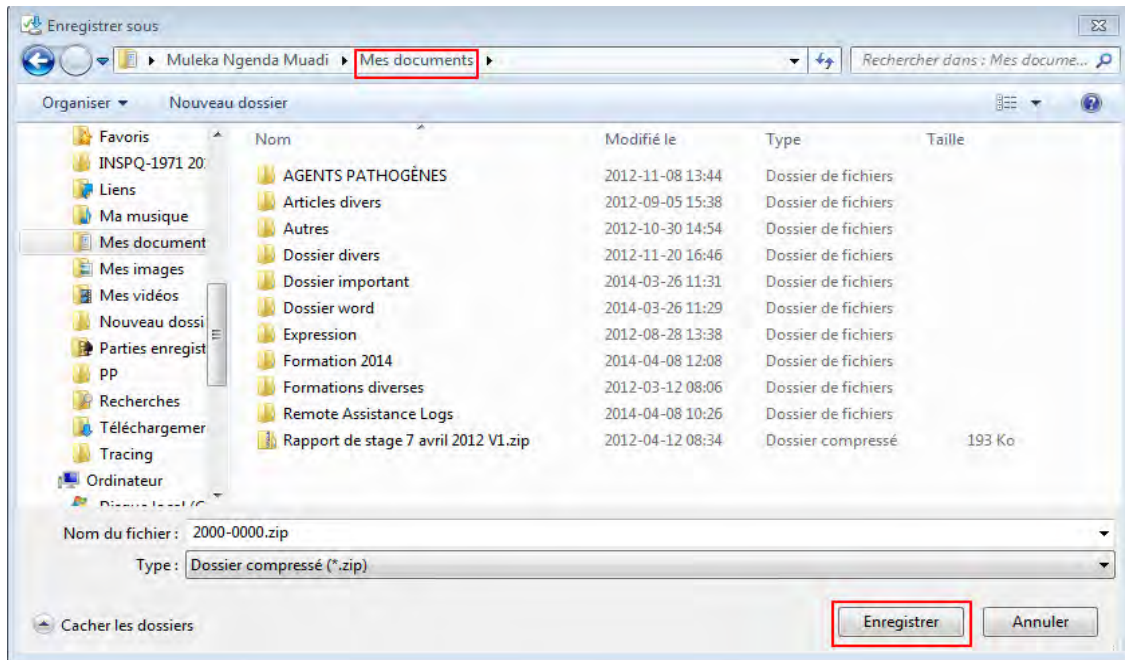 Enregistrer sous
Muleka Ngenda Muadi Mes documents
Rechercher dans : Mes docume...
Organiser Nouveau dossier
Favoris
INSPQ-1971 20
Liens
Ma musique
Mes document
Mes images
Mes vidéos
Nouveau dossi
Parties enregist
PP
Recherches
Téléchargemer
Tracing
Ordinateur
Nom Modifié le Type Taille
AGENTS PATHOGÈNES 2012-11-08 13:44 Dossier de fichiers
Articles divers 2012-09-05 15:38 Dossier de fichiers
Autres 2012-10-30 14:54 Dossier de fichiers
Dossier divers 2012-11-20 16:46 Dossier de fichiers
Dossier important 2014-03-26 11:31 Dossier de fichiers
Dossier word 2014-03-26 11:29 Dossier de fichiers
Expression 2012-08-28 13:38 Dossier de fichiers
Formation 2014 2014-04-08 12:08 Dossier de fichiers
Formations diverses 2012-03-12 08:06 Dossier de fichiers
Remote Assistance Logs 2014-04-08 10:26 Dossier de fichiers
Rapport de stage 7 avril 2012 V1.zip 2012-04-12 08:34 Dossier compressé 193 Ko
Nom du fichier : 2000-0000.zip
Type : Dossier compressé (*.zip)
Cacher les dossiers
Enregistrer Annuler